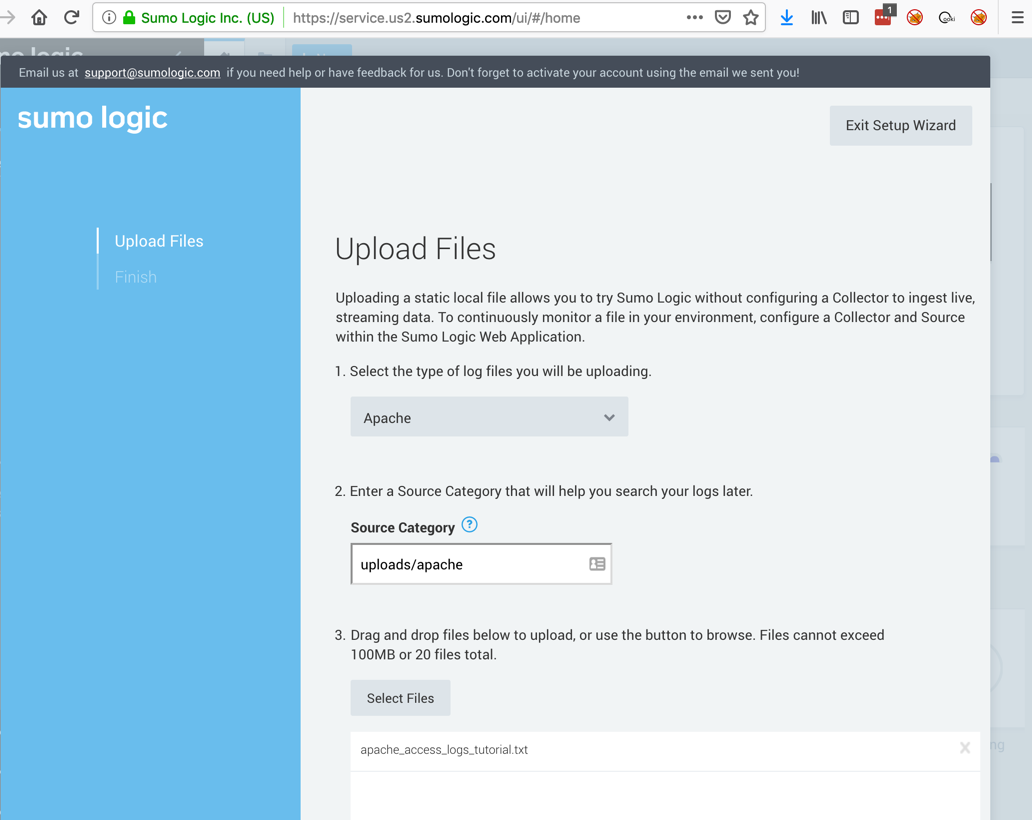 Sumo Logic Inc. (US)
https://service.us2.sumologic.com/ui/#/home
1
Email us at support@sumologic.com if you need help or have feedback for us. Don't forget to activate your account using the email we sent you!
sumo logic
Exit Setup Wizard
Upload Files
Finish
Upload Files
Uploading a static local file allows you to try Sumo Logic without configuring a Collector to ingest live,
streaming data. To continuously monitor a file in your environment, configure a Collector and Source
within the Sumo Logic Web Application.
1. Select the type of log files you will be uploading.
Apache
2. Enter a Source Category that will help you search your logs later.
Source Category ?
uploads/apache
3. Drag and drop files below to upload, or use the button to browse. Files cannot exceed
100MB or 20 files total.
Select Files
apache_access_logs_tutorial.txt X